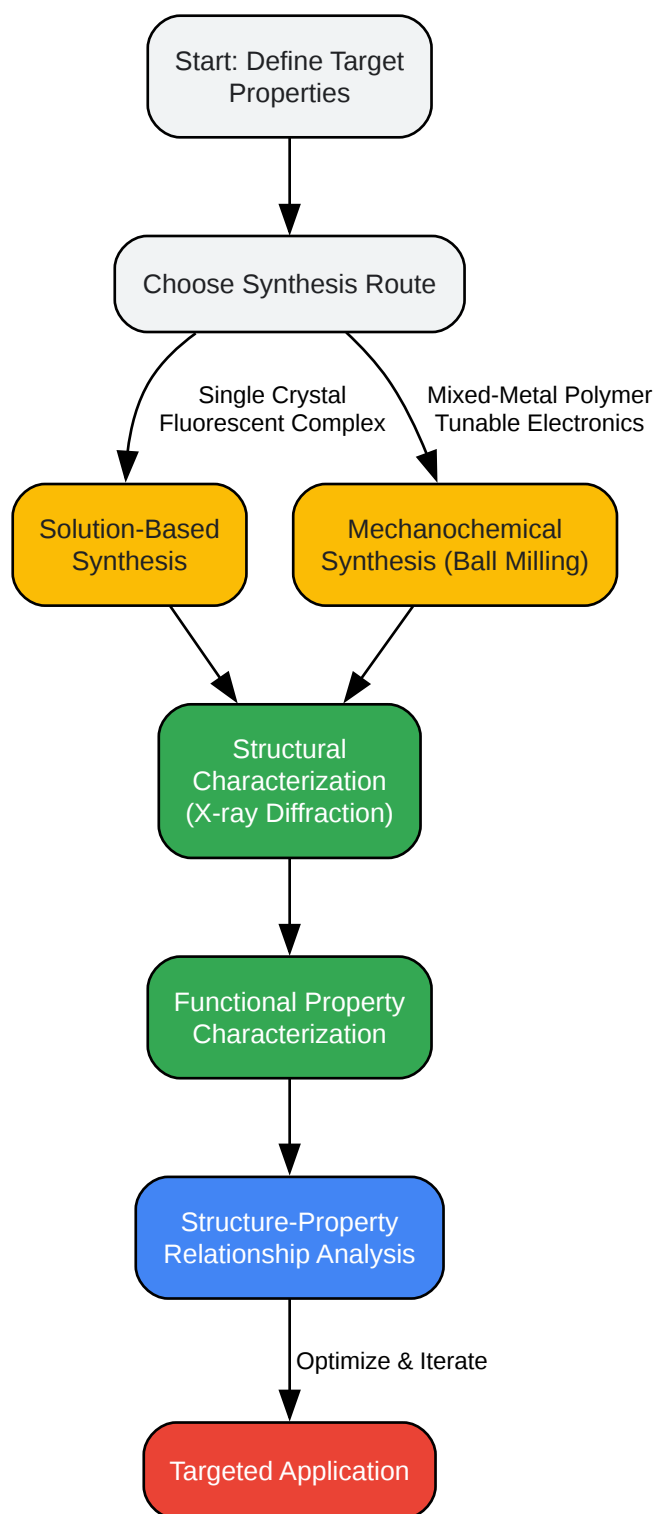 Start: Define Target
Properties
Choose Synthesis Route
Single Crystal
Fluorescent Complex
Mixed-Metal Polymer
Tunable Electronics
Solution-Based
Synthesis
Mechanochemical
Synthesis (Ball Milling)
Structural
Characterization
(X-ray Diffraction)
Functional Property
Characterization
Structure-Property
Relationship Analysis
Optimize & Iterate
Targeted Application